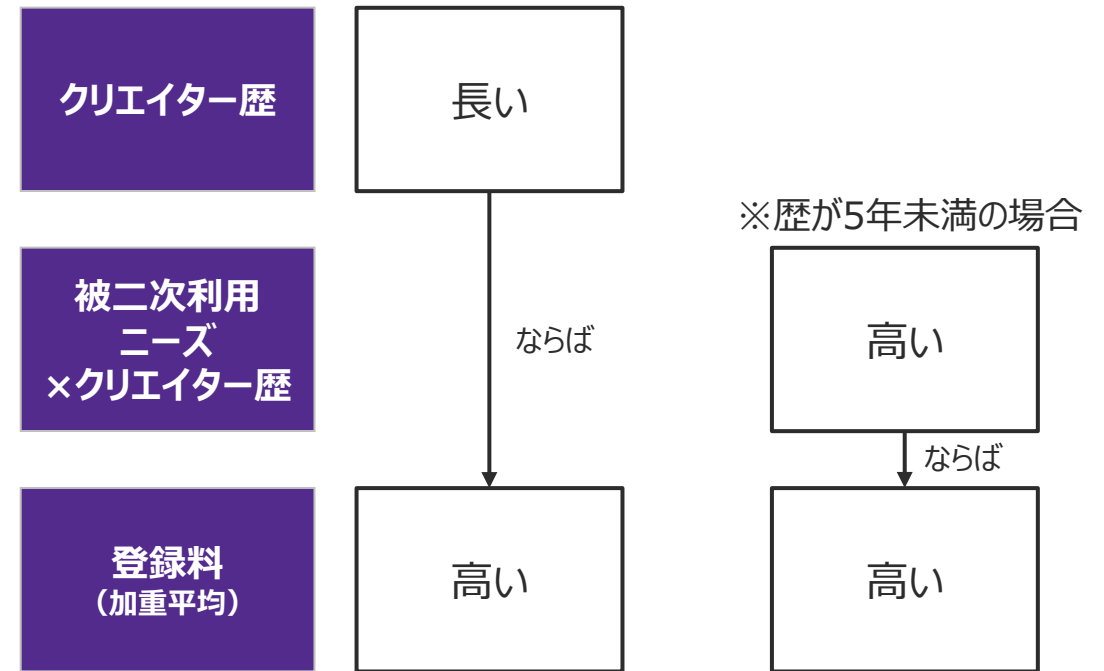 クリエイター歴
長い
※歴が5年未満の場合
被二次利用
ニーズ
×クリエイター歴
ならば
高い
ならば
登録料
（加重平均）
高い
高い